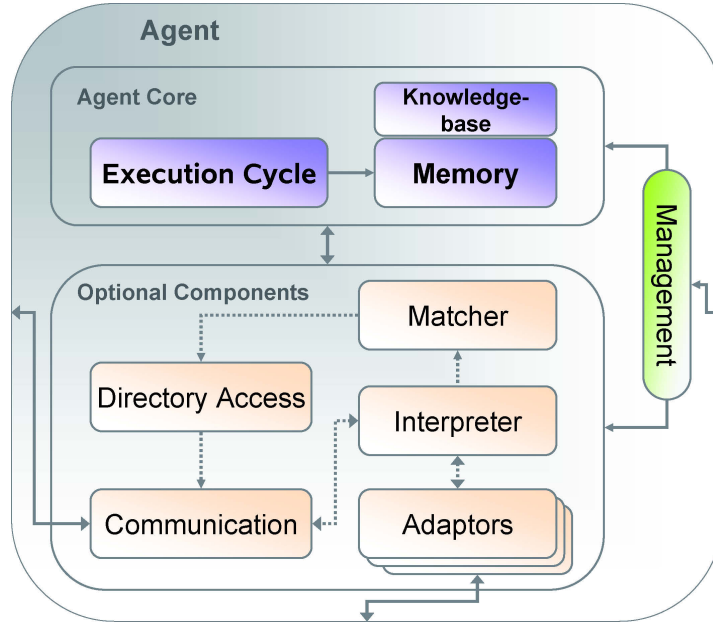 Agent
Agent Core
Knowledge-
base
Execution Cycle
Memory
Management
Optional Components
Matcher
Directory Access
Interpreter
Communication
Adaptors